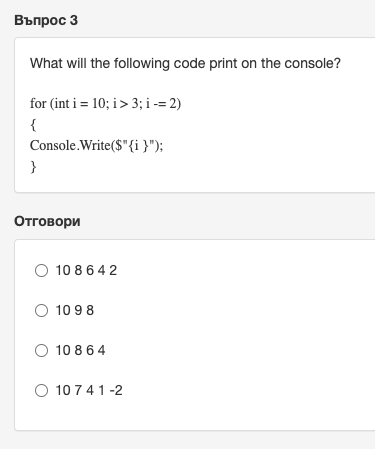 Въпрос 3
What will the following code print on the console?
for (int i = 10; i > 3; i -= 2)
{
Console.Write($"{i }");
}
Отговори
10 8 6 4 2
10 9 8
10 8 6 4
10 7 4 1 -2